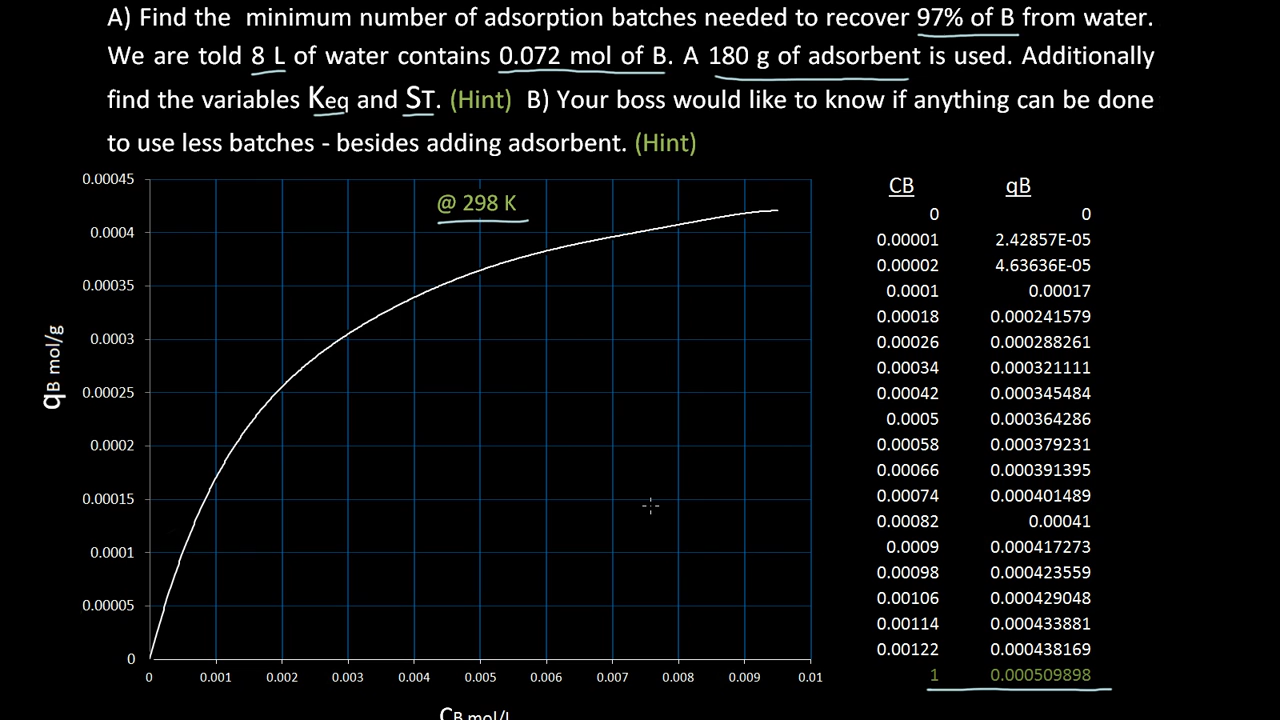 A) Find the minimum number of adsorption batches needed to recover 97% of B from water.
We are told 8 L of water contains 0.072 mol of B. A 180 g of adsorbent is used. Additionally
find the variables Keq and ST. (Hint) B) Your boss would like to know if anything can be done
to use less batches - besides adding adsorbent. (Hint)
@ 298 K
0.00045
0.0004
0.00035
0.0003
0.00025
0.0002
0.00015
0.0001
0.00005
0
qB mol/g
0 0.001 0.002 0.003 0.004 0.005 0.006 0.007 0.008 0.009 0.01
CB mol/L
CB qB
0 0
0.00001 2.42857E-05
0.00002 4.63636E-05
0.0001 0.00017
0.00018 0.000241579
0.00026 0.000288261
0.00034 0.000321111
0.00042 0.000345484
0.0005 0.000364286
0.00058 0.000379231
0.00066 0.000391395
0.00074 0.000401489
0.00082 0.00041
0.0009 0.000417273
0.00098 0.000423559
0.00106 0.000429048
0.00114 0.000433881
0.00122 0.000438169
1 0.000509898